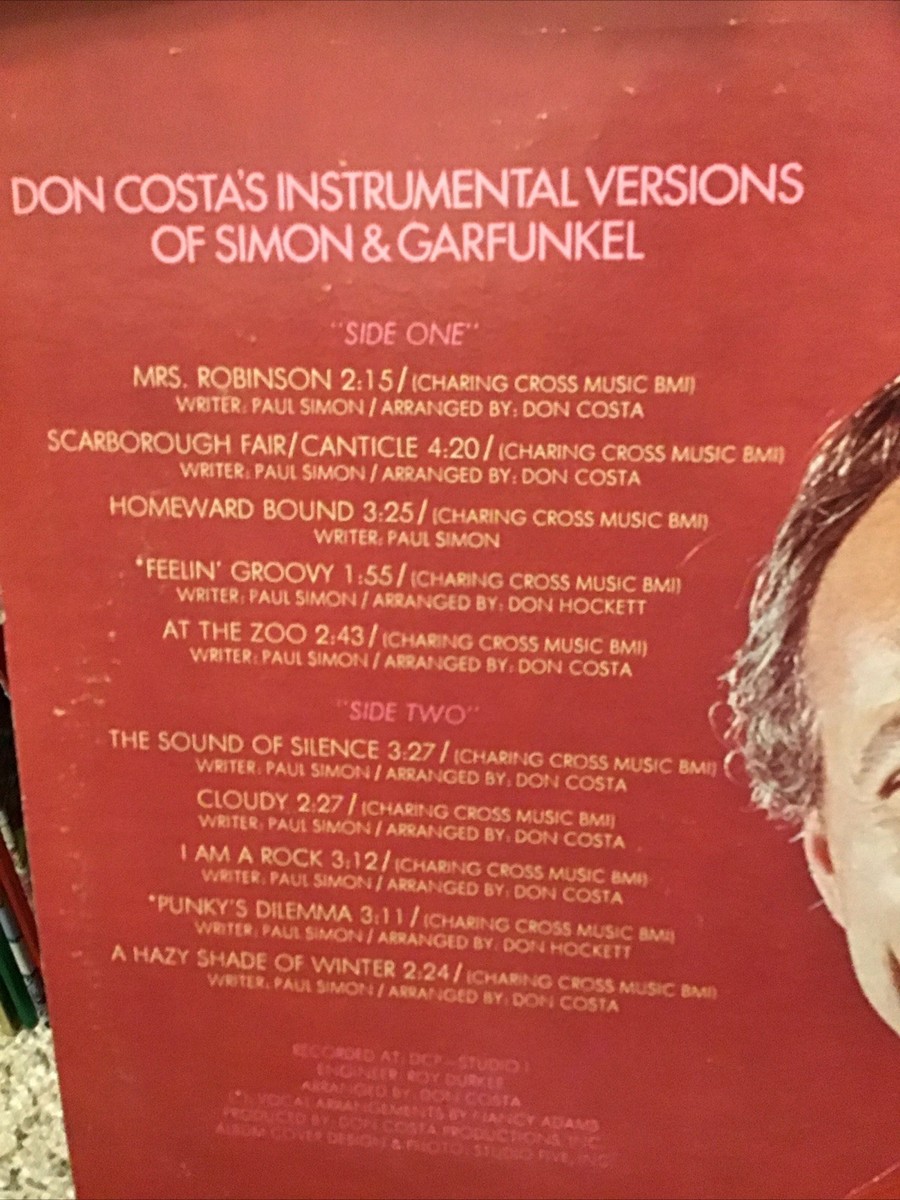 DON COSTA'S INSTRUMENTAL VERSIONS
OF SIMON & GARFUNKEL
"SIDE ONE"
MRS. ROBINSON 2:15/(CHARING CROSS MUSIC BMI)
WRITER: PAUL SIMON/ARRANGED BY: DON COSTA
SCARBOROUGH FAIR/CANTICLE 4:20/(CHARING CROSS MUSIC BMI)
WRITER: PAUL SIMON/ARRANGED BY: DON COSTA
HOMEWARD BOUND 3:25/(CHARING CROSS MUSIC BMI)
WRITER: PAUL SIMON
*FEELIN' GROOVY 1:55/(CHARING CROSS MUSIC BMI)
WRITER: PAUL SIMON/ARRANGED BY: DON HOCKETT
AT THE ZOO 2:43/(CHARING CROSS MUSIC BMI)
WRITER: PAUL SIMON/ARRANGED BY: DON COSTA
"SIDE TWO"
THE SOUND OF SILENCE 3:27/(CHARING CROSS MUSIC BMI)
WRITER: PAUL SIMON/ARRANGED BY: DON COSTA
CLOUDY 2:27/(CHARING CROSS MUSIC BMI)
WRITER: PAUL SIMON/ARRANGED BY: DON COSTA
I AM A ROCK 3:12/(CHARING CROSS MUSIC BMI)
WRITER: PAUL SIMON/ARRANGED BY: DON COSTA
*PUNKY'S DILEMMA 3:11/(CHARING CROSS MUSIC BMI)
WRITER: PAUL SIMON/ARRANGED BY: DON HOCKETT
A HAZY SHADE OF WINTER 2:24/(CHARING CROSS MUSIC BMI)
WRITER: PAUL SIMON/ARRANGED BY: DON COSTA
RECORDED AT: DCP—STUDIO I
ENGINEER: ROY DURKEE
ARRANGED BY: DON COSTA
(*): VOCAL ARRANGEMENTS BY NANCY ADAMS
PRODUCED BY: DON COSTA PRODUCTIONS, INC.
ALBUM COVER DESIGN & PHOTO: STUDIO FIVE, INC.